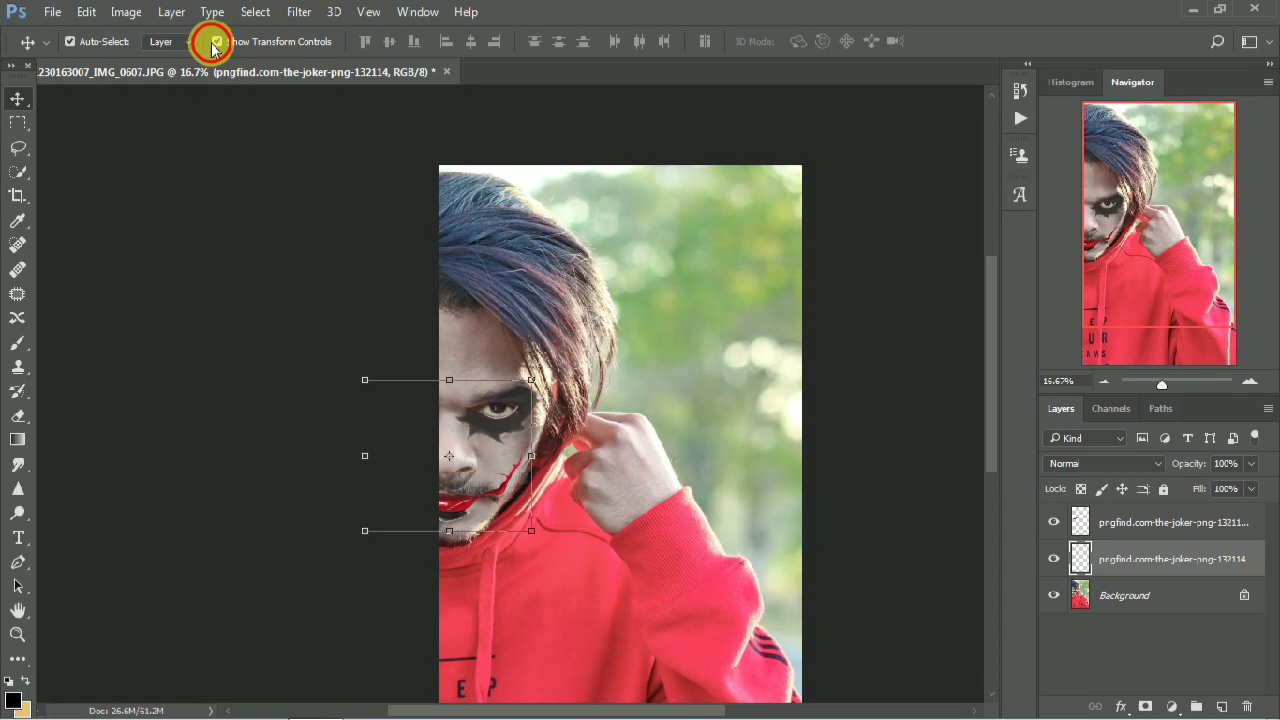 Ps File Edit Image Layer Type Select Filter 3D View Window Help
Auto-Select: Layer Show Transform Controls 3D Mode:
230163007_IMG_0607.JPG @ 16.7% (pngfind.com-the-joker-png-132114, RGB/8) * ×
Histogram Navigator
16.67%
Layers Channels Paths
Kind
Normal Opacity: 100%
Lock: Fill: 100%
pngfind.com-the-joker-png-13211...
pngfind.com-the-joker-png-132114
Background
E P
Doc: 26.6M/61.2M